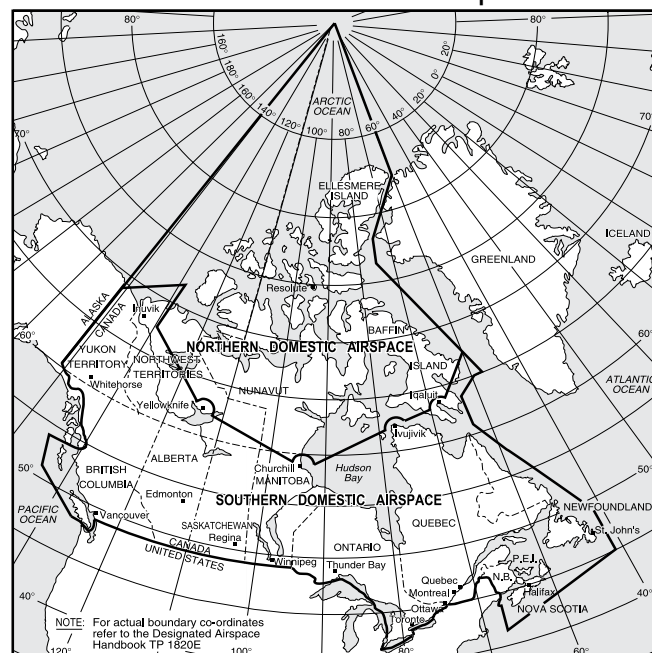 80°
80°
160°
160°
180°
160°
140°
120°
100°
80°
60°
40°
20°
0°
20°
ARCTIC
OCEAN
70°
70°
ELLESMERE
ISLAND
ICELAND
GREENLAND
Resolute
ALASKA
CANADA
Inuvik
BAFFIN
60°
60°
YUKON
TERRITORY
NORTHERN DOMESTIC AIRSPACE
NORTHWEST
TERRITORIES
ISLAND
Whitehorse
NUNAVUT
Iqaluit
ATLANTIC
OCEAN
Yellowknife
Ivujivik
50°
50°
BRITISH
COLUMBIA
ALBERTA
Churchill
MANITOBA
Hudson
Bay
Edmonton
SOUTHERN DOMESTIC AIRSPACE
PACIFIC
OCEAN
Vancouver
SASKATCHEWAN
Regina
QUEBEC
NEWFOUNDLAND
St. John's
CANADA
UNITED STATES
Winnipeg
ONTARIO
Thunder Bay
P.E.I.
N.B.
Quebec
Montreal
Halifax
40°
40°
Ottawa
NOVA SCOTIA
Toronto
NOTE: For actual boundary co-ordinates
refer to the Designated Airspace
Handbook TP 1820E
120°
100°
80°
60°